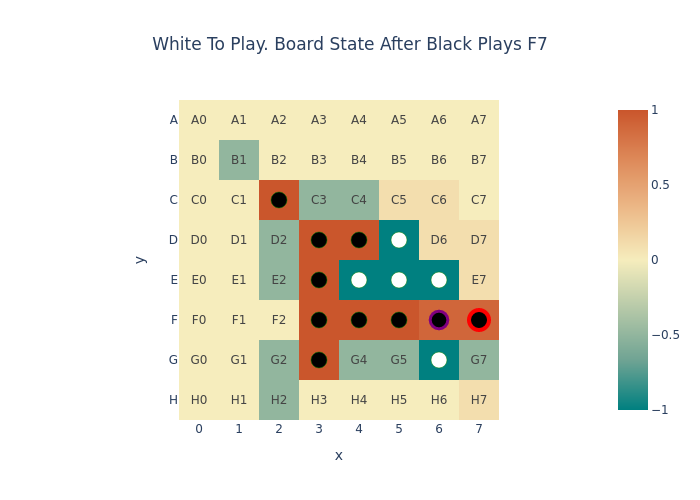 White To Play. Board State After Black Plays F7
A A0 A1 A2 A3 A4 A5 A6 A7
B B0 B1 B2 B3 B4 B5 B6 B7
C C0 C1 C3 C4 C5 C6 C7
D D0 D1 D2 D6 D7
E E0 E1 E2 E7
F F0 F1 F2
G G0 G1 G2 G4 G5 G7
H H0 H1 H2 H3 H4 H5 H6 H7
0 1 2 3 4 5 6 7
x
y
1
0.5
0
−0.5
−1